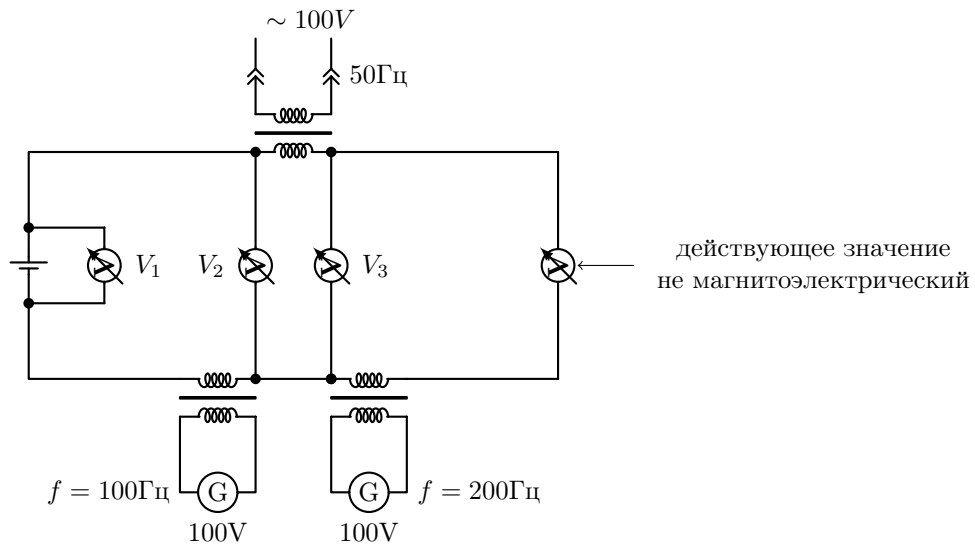 ∼ 100V
50Гц
V₁
V₂
V₃
действующее значение
не магнитоэлектрический
f = 100Гц
G
100V
G
f = 200Гц
100V